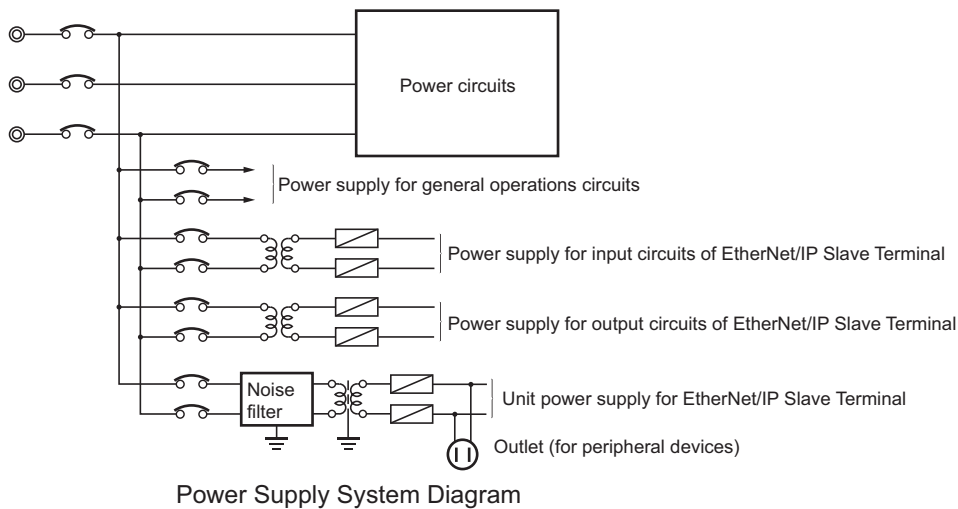 Power circuits
Power supply for general operations circuits
Power supply for input circuits of EtherNet/IP Slave Terminal
Power supply for output circuits of EtherNet/IP Slave Terminal
Noise
filter
Unit power supply for EtherNet/IP Slave Terminal
Outlet (for peripheral devices)
Power Supply System Diagram